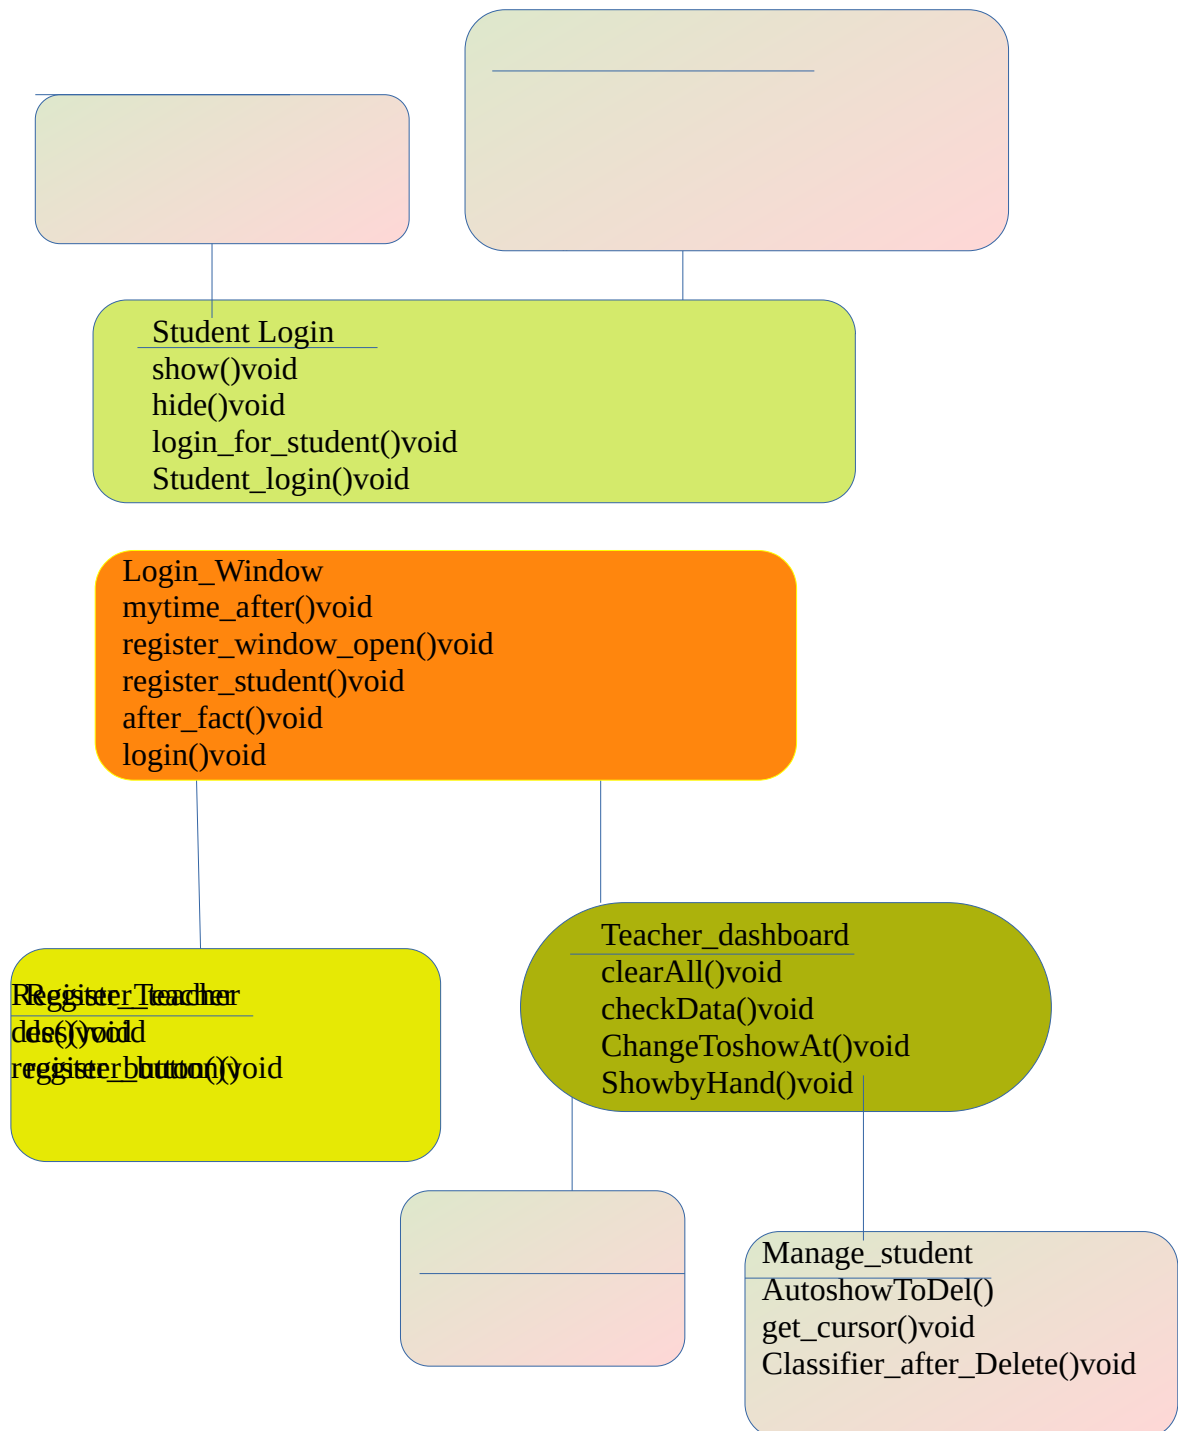 Student Login
show()void
hide()void
login_for_student()void
Student_login()void
Login_Window
mytime_after()void
register_window_open()void
register_student()void
after_fact()void
login()void
Teacher_dashboard
clearAll()void
checkData()void
ChangeToshowAt()void
ShowbyHand()void
Register_Teacher
Manage_student
AutoshowToDel()
get_cursor()void
Classifier_after_Delete()void